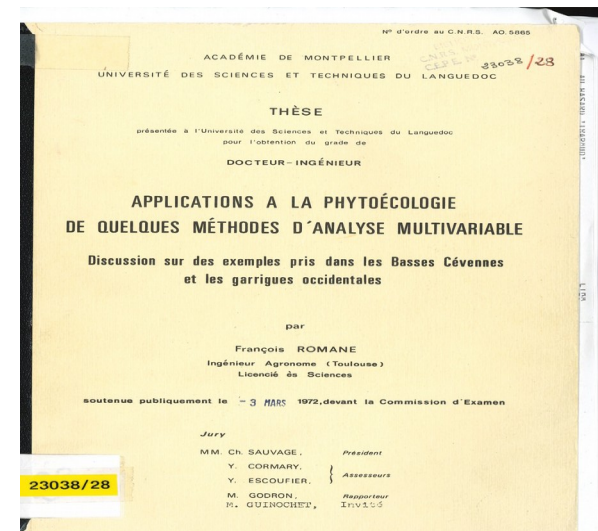 N° d'ordre au C.N.R.S. AO.5865
23038/28
ACADÉMIE DE MONTPELLIER
UNIVERSITÉ DES SCIENCES ET TECHNIQUES DU LANGUEDOC
THÈSE
présentée à l'Université des Sciences et Techniques du Languedoc
pour l'obtention du grade de
DOCTEUR-INGÉNIEUR
APPLICATIONS A LA PHYTOÉCOLOGIE
DE QUELQUES MÉTHODES D'ANALYSE MULTIVARIABLE
Discussion sur des exemples pris dans les Basses Cévennes
et les garrigues occidentales
par
François ROMANE
Ingénieur Agronome (Toulouse)
Licencié ès Sciences
soutenue publiquement le - 3 MARS 1972, devant la Commission d'Examen
Jury
MM. Ch. SAUVAGE, Président
Y. CORMARY,
Assesseurs
Y. ESCOUFIER,
M. GODRON, Rapporteur
M. GUINOCHET, Invité
23038/28